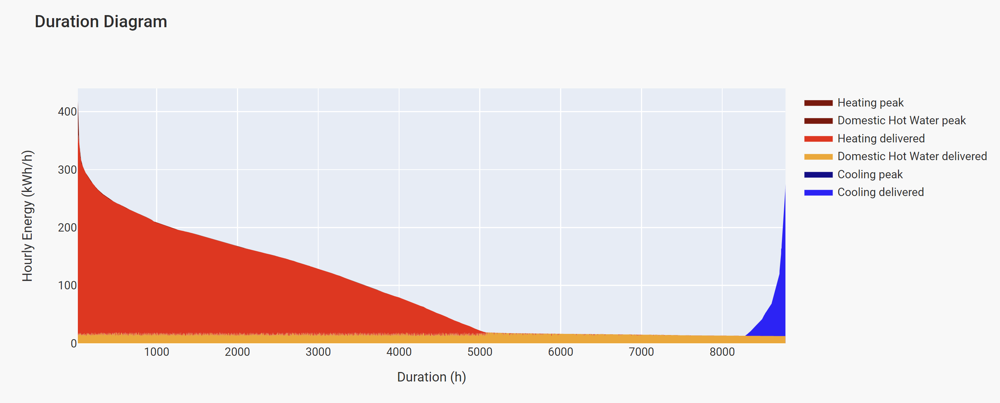 Duration Diagram
Hourly Energy (kWh/h)
400
300
200
100
0
1000 2000 3000 4000 5000 6000 7000 8000
Duration (h)
Heating peak
Domestic Hot Water peak
Heating delivered
Domestic Hot Water delivered
Cooling peak
Cooling delivered